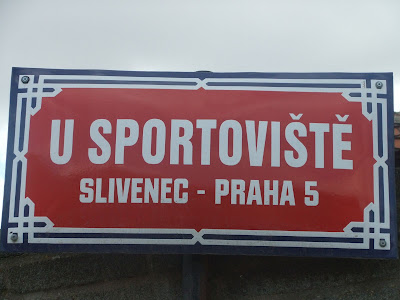 U SPORTOVIŠTĚ
SLIVENEC - PRAHA 5